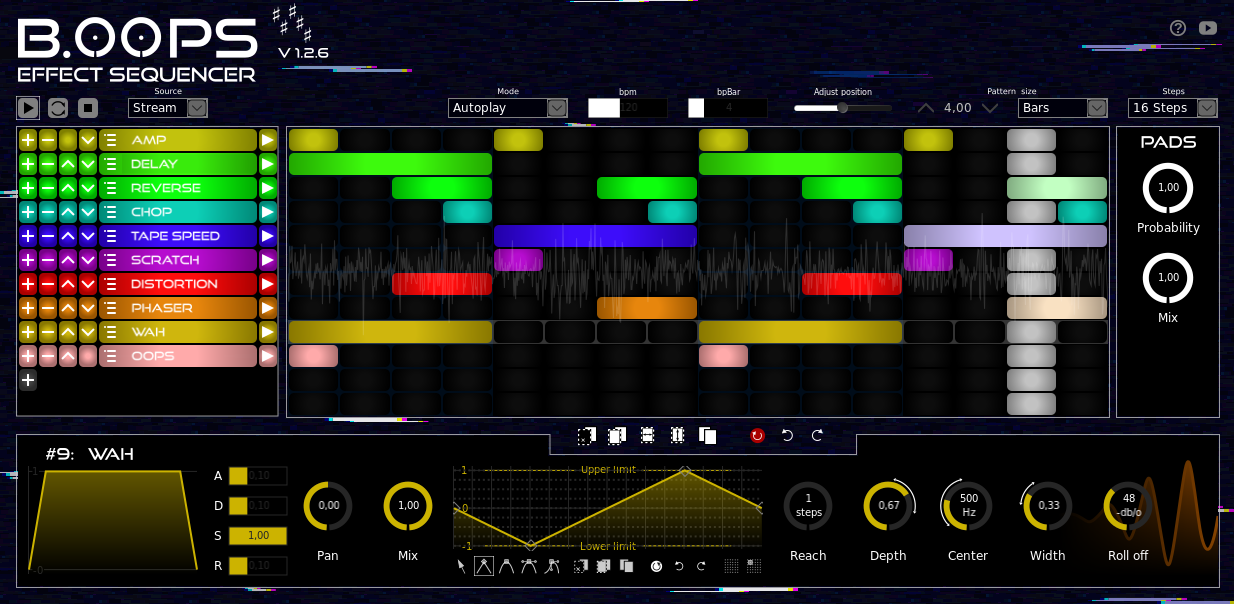 B.OOPS
EFFECT SEQUENCER
V 1.2.6
Source
Stream
Mode
Autoplay
bpm
120
bpBar
4
Adjust position
Pattern size
4,00
Bars
Steps
16 Steps
AMP
DELAY
REVERSE
CHOP
TAPE SPEED
SCRATCH
DISTORTION
PHASER
WAH
OOPS
PADS
1,00
Probability
1,00
Mix
#9: WAH
1
0
A 0,10
D 0,10
S 1,00
R 0,10
0,00
Pan
1,00
Mix
1
0
-1
Upper limit
Lower limit
1
steps
Reach
0,67
Depth
500
Hz
Center
0,33
Width
48
-db/o
Roll off